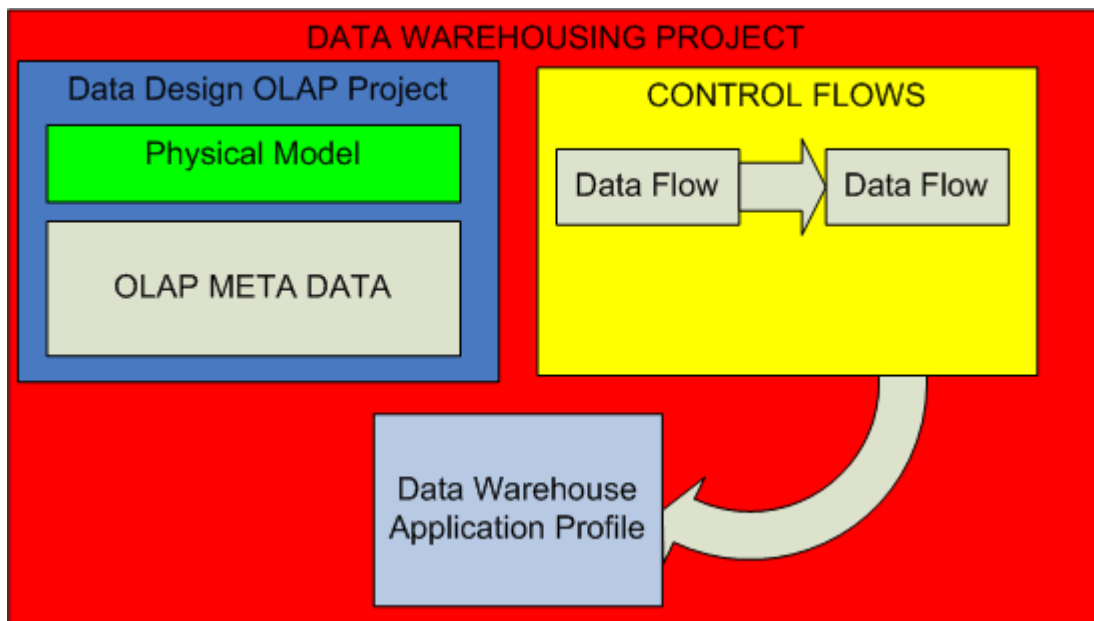 DATA WAREHOUSING PROJECT
Data Design OLAP Project
Physical Model
OLAP META DATA
CONTROL FLOWS
Data Flow
Data Flow
Data Warehouse
Application Profile